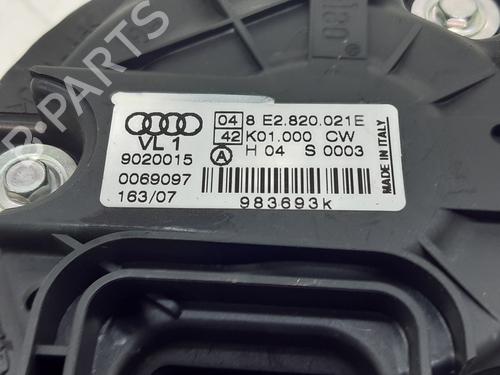 VL 1
9020015
0069097
163/07
04 8 E2.820.021E
42 K01.000 CW
A H 04 S 0003
983693k
MADE IN ITALY